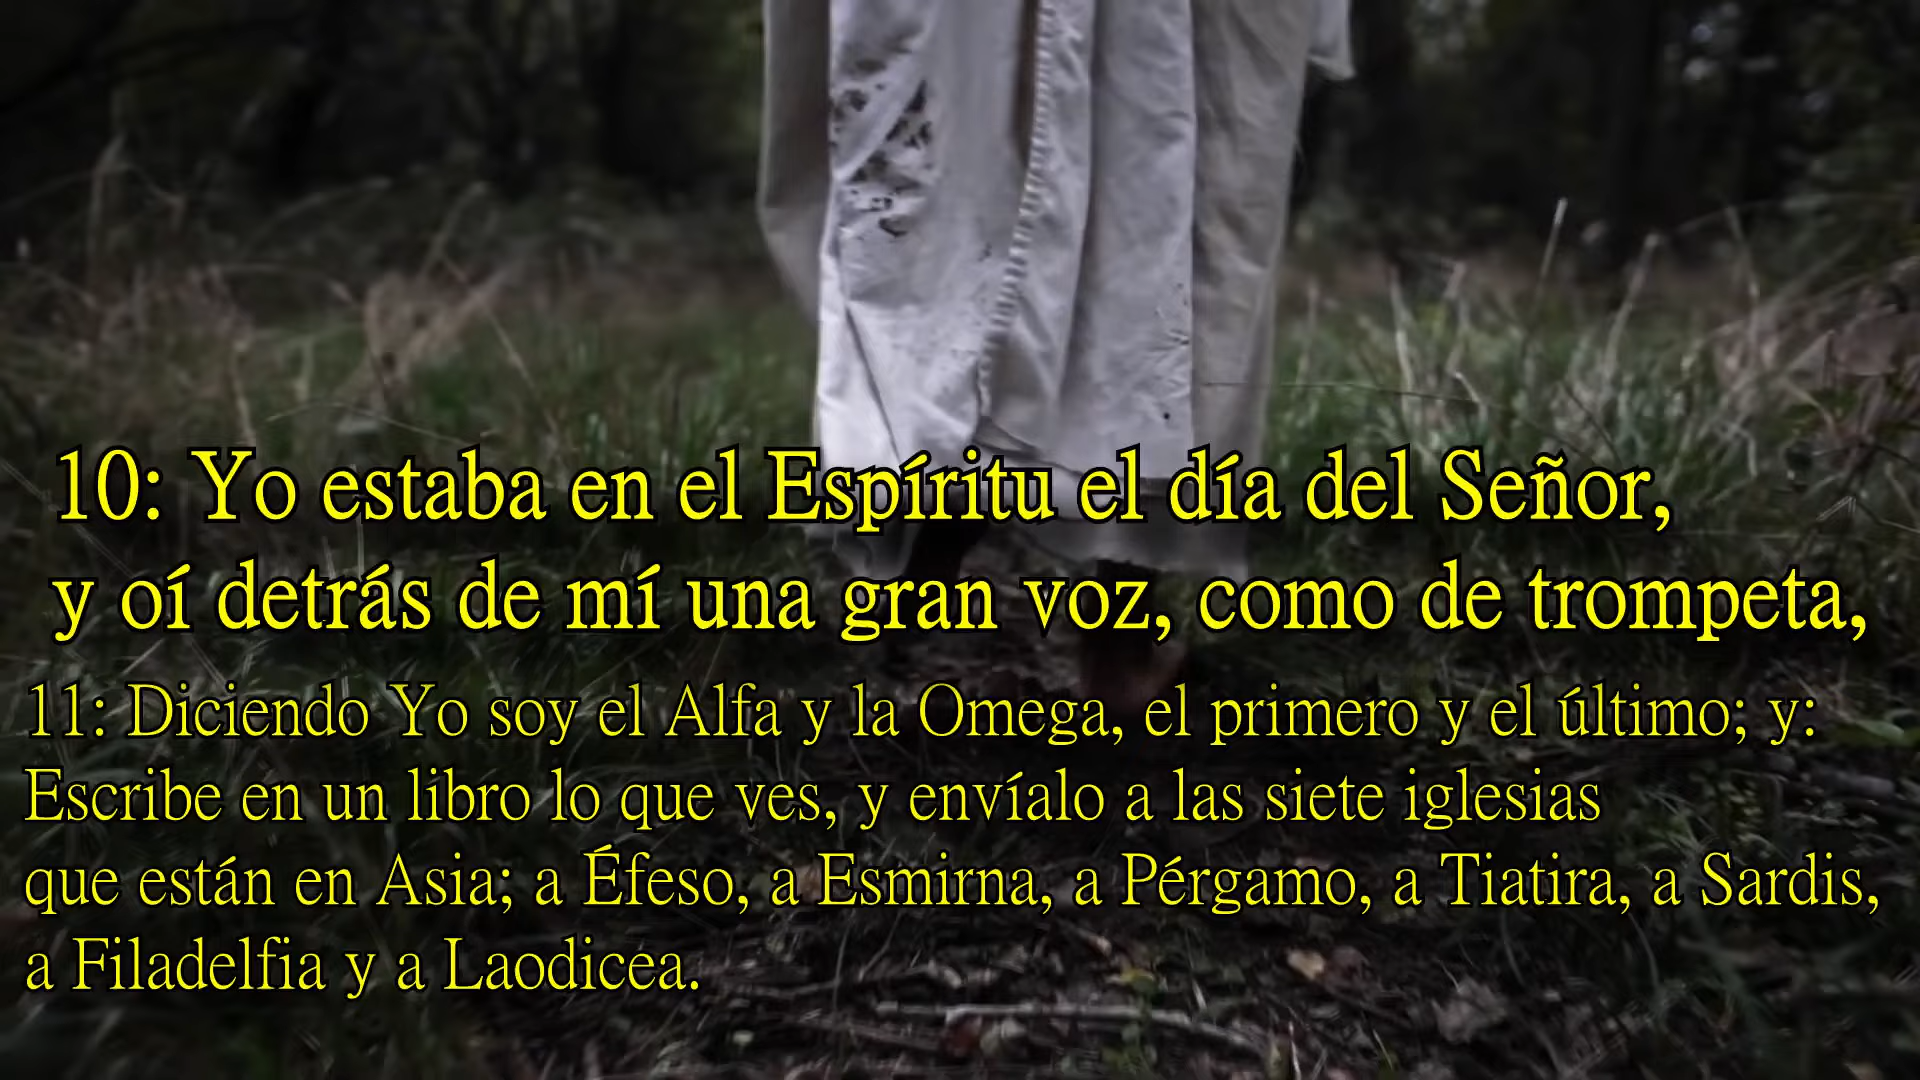 10: Yo estaba en el Espíritu el día del Señor,
y oí detrás de mí una gran voz, como de trompeta,
11: Diciendo Yo soy el Alfa y la Omega, el primero y el último; y:
Escribe en un libro lo que ves, y envíalo a las siete iglesias
que están en Asia; a Éfeso, a Esmirna, a Pérgamo, a Tiatira, a Sardis,
a Filadelfia y a Laodicea.